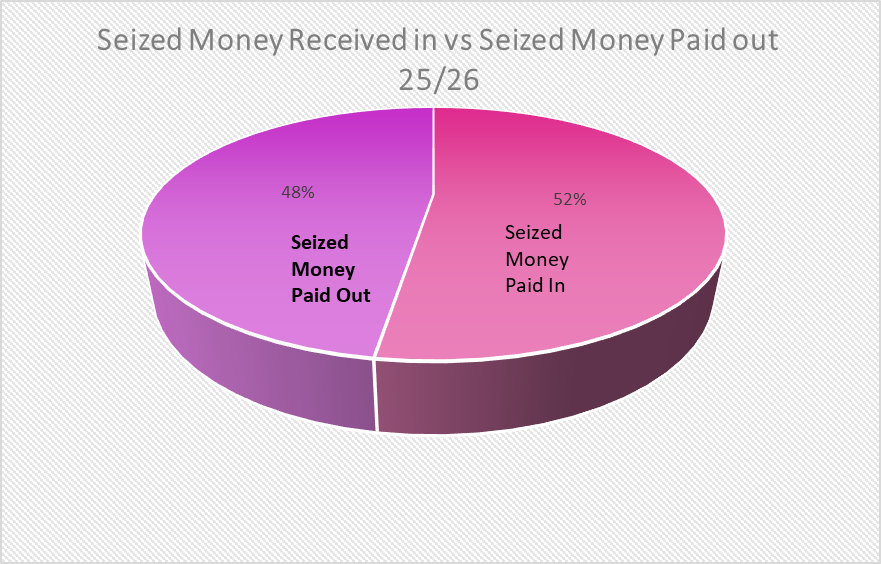 Seized Money Received in vs Seized Money Paid out
25/26
48%
52%
Seized
Money
Paid Out
Seized
Money
Paid In